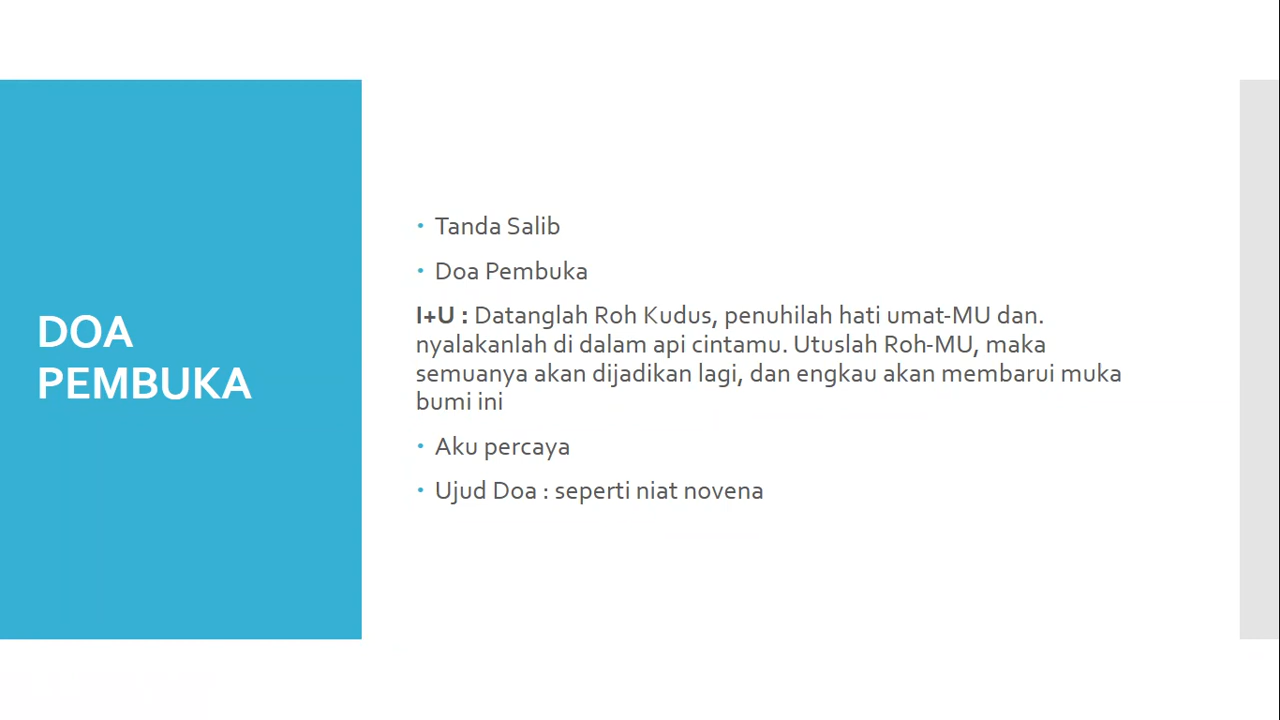 DOA
PEMBUKA
• Tanda Salib
• Doa Pembuka
I+U : Datanglah Roh Kudus, penuhilah hati umat-MU dan.
nyalakanlah di dalam api cintamu. Utuslah Roh-MU, maka
semuanya akan dijadikan lagi, dan engkau akan membarui muka
bumi ini
• Aku percaya
• Ujud Doa : seperti niat novena